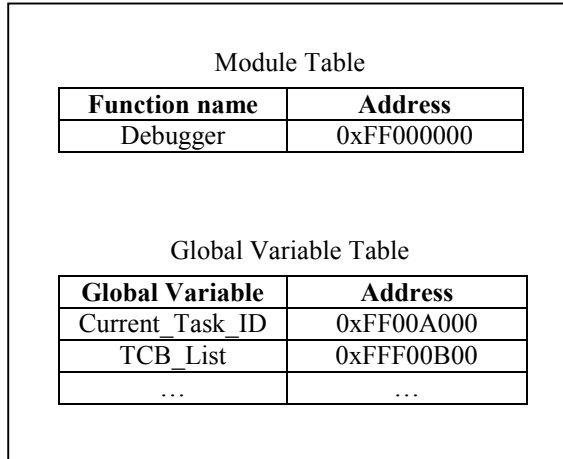 Module Table
Function name Address
Debugger 0xFF000000
Global Variable Table
Global Variable Address
Current_Task_ID 0xFF00A000
TCB_List 0xFFF00B00
… …